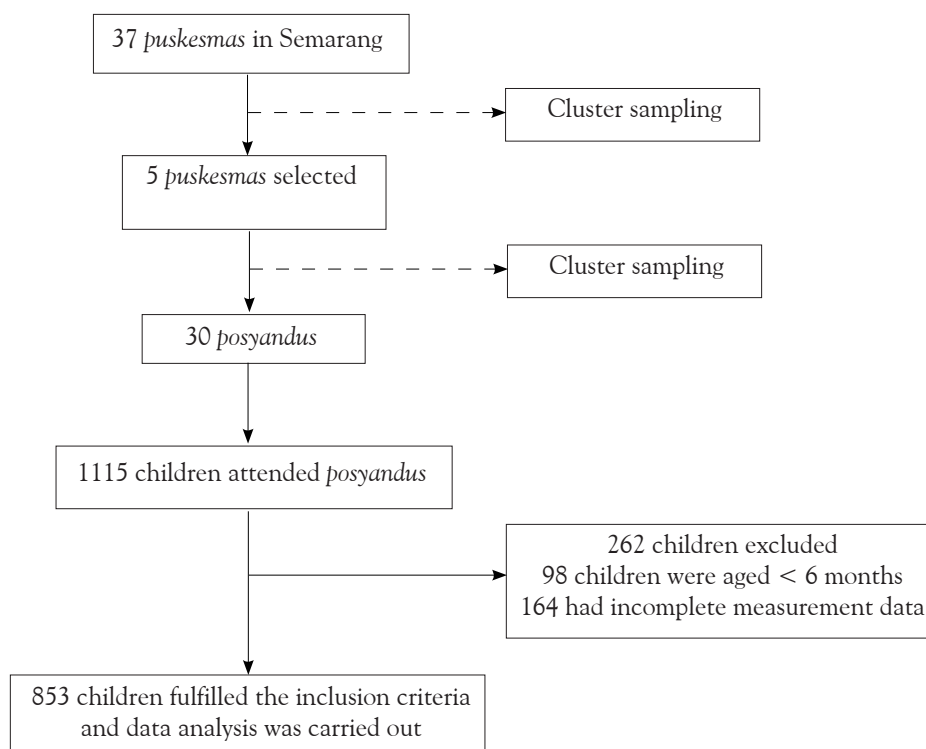 37 puskesmas in Semarang
Cluster sampling
5 puskesmas selected
Cluster sampling
30 posyandus
1115 children attended posyandus
262 children excluded
98 children were aged < 6 months
164 had incomplete measurement data
853 children fulfilled the inclusion criteria
and data analysis was carried out